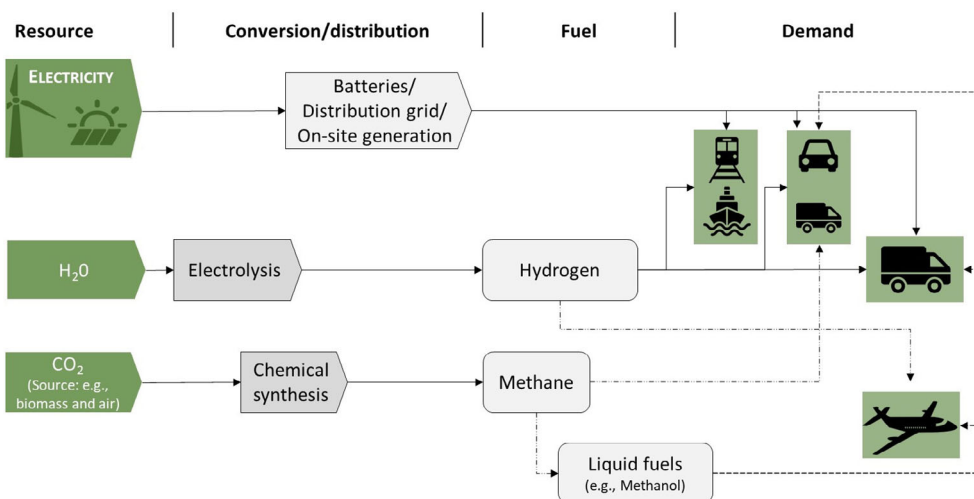 Resource
Conversion/distribution
Fuel
Demand
ELECTRICITY
Batteries/
Distribution grid/
On-site generation
H₂0
Electrolysis
Hydrogen
CO₂
(Source: e.g.,
biomass and air)
Chemical
synthesis
Methane
Liquid fuels
(e.g., Methanol)